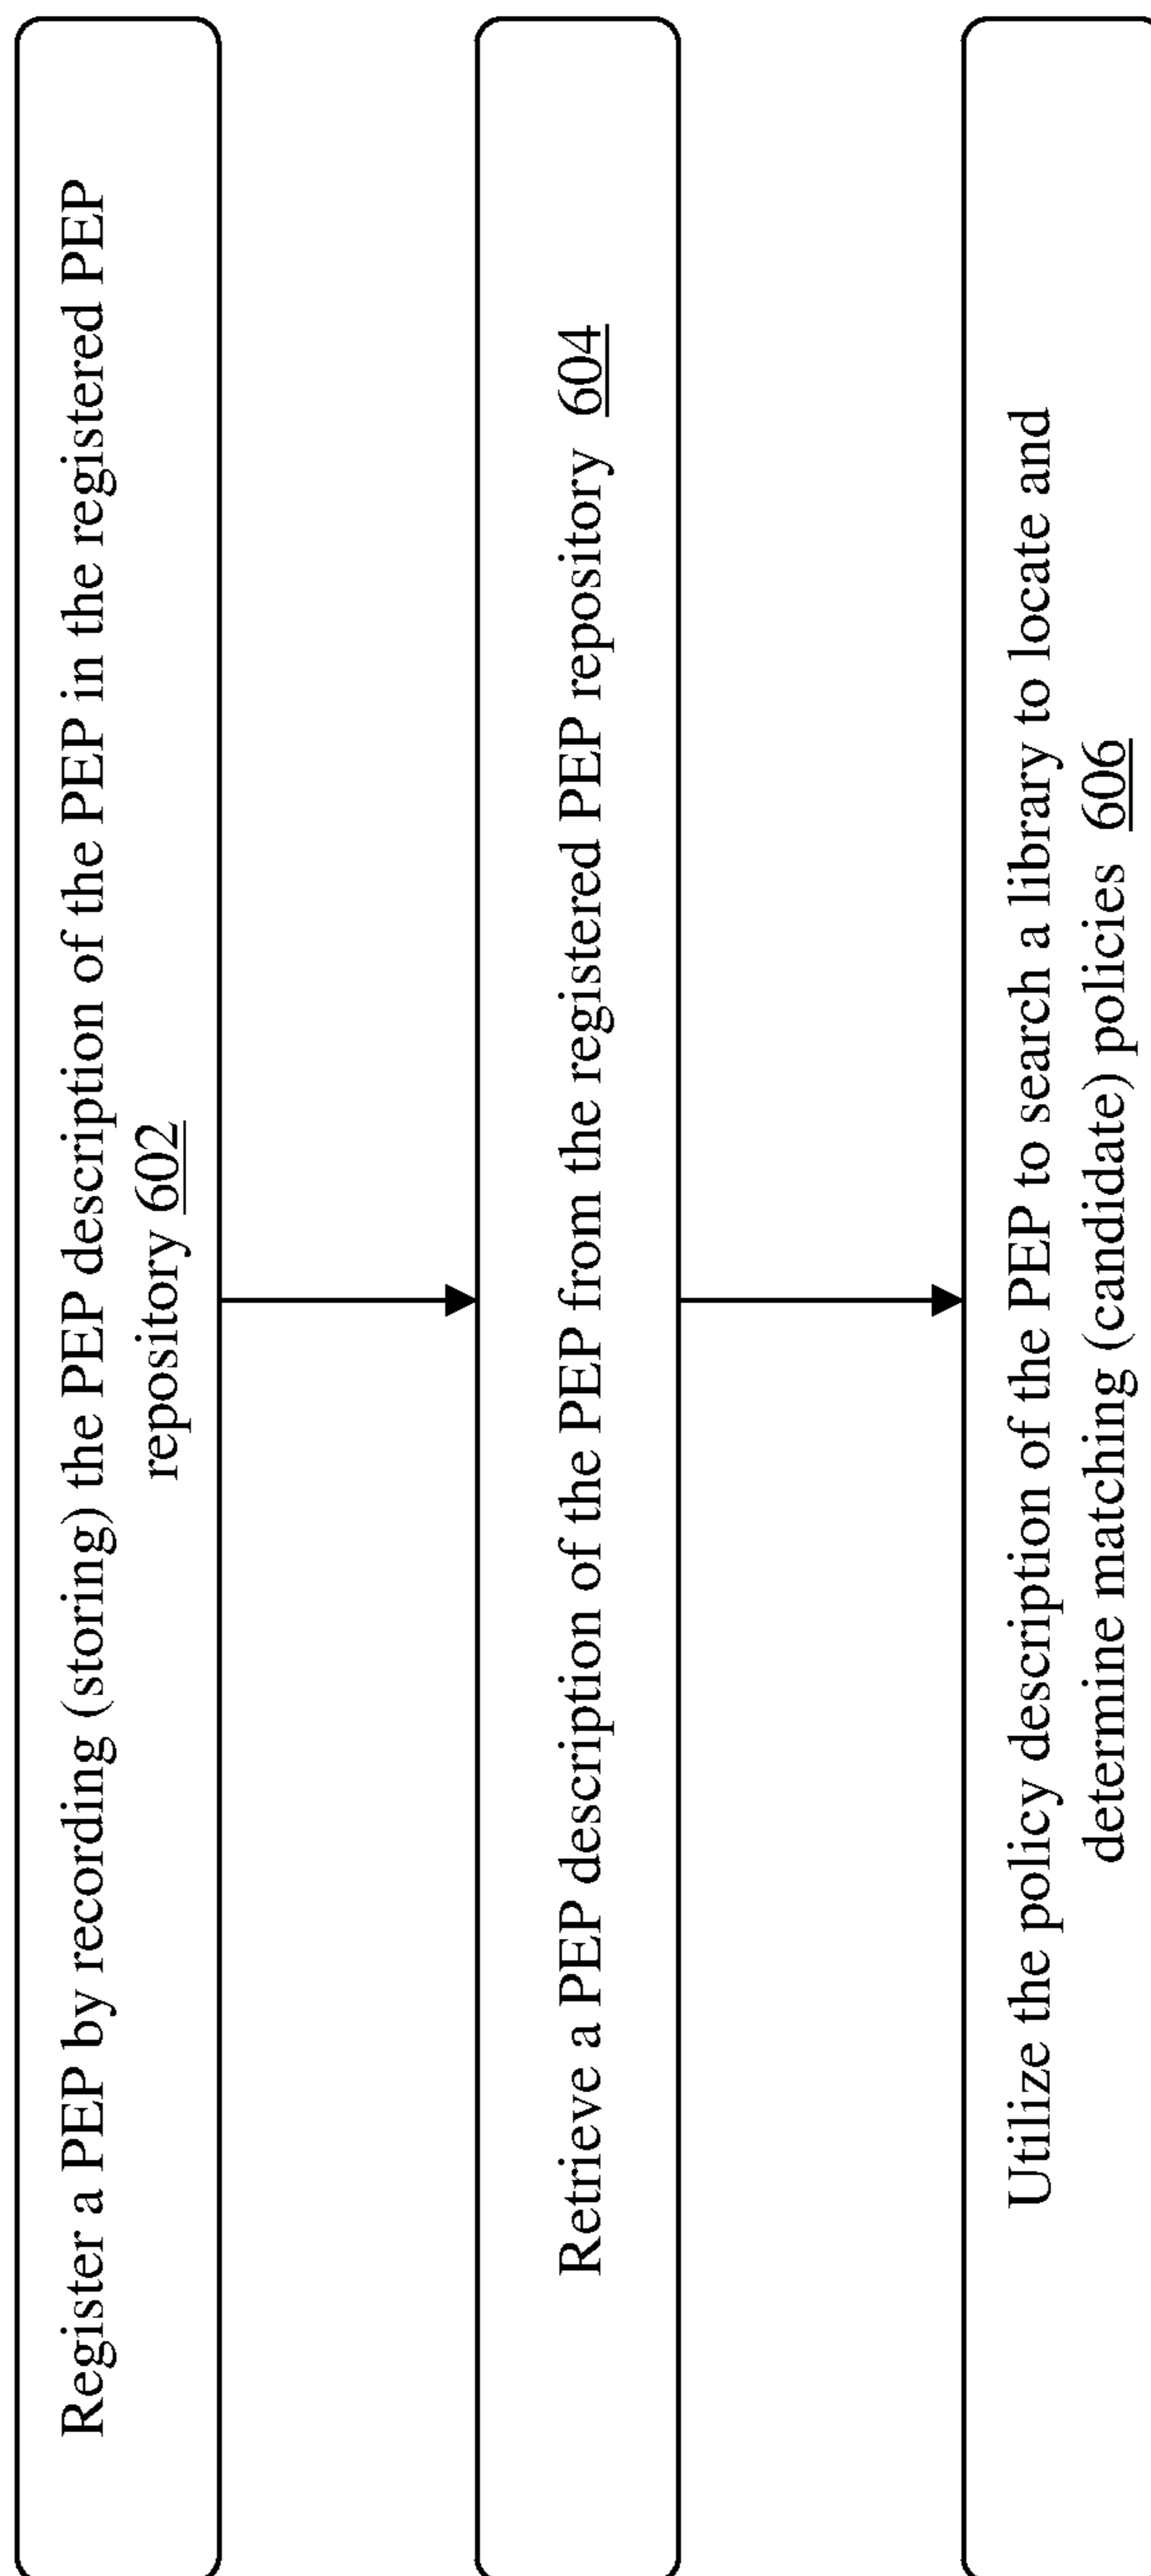 Register a PEP by recording (storing) the PEP description of the PEP in the registered PEP
repository 602
Retrieve a PEP description of the PEP from the registered PEP repository 604
Utilize the policy description of the PEP to search a library to locate and
determine matching (candidate) policies 606